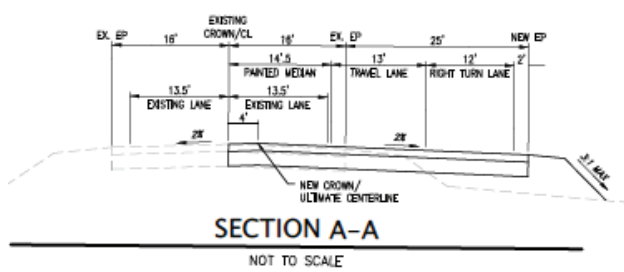 EXISTING
CROWN/CL
EX. EP
EX. EP
NEW EP
16'
16'
25'
14'.5
PAINTED MEDIAN
13'
TRAVEL LANE
12'
RIGHT TURN LANE
2'
13.5'
EXISTING LANE
13.5'
EXISTING LANE
4'
2%
2%
3:1 MAX
NEW CROWN/
ULTIMATE CENTERLINE
SECTION A-A
NOT TO SCALE